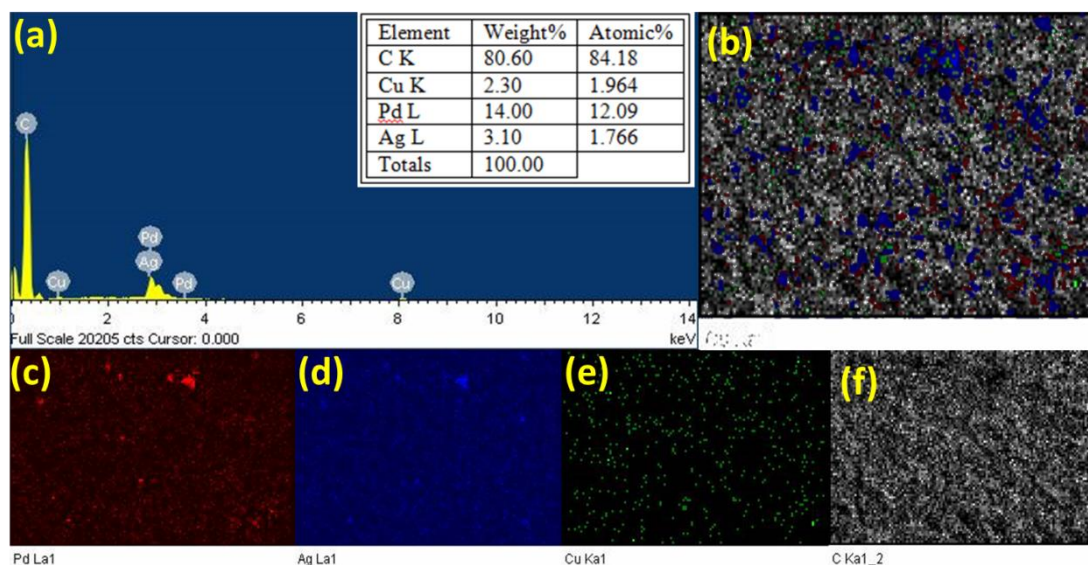 (a)
Element Weight% Atomic%
C K 80.60 84.18
Cu K 2.30 1.964
Pd L 14.00 12.09
Ag L 3.10 1.766
Totals 100.00
C
Cu
Pd
Ag
Pd
Cu
0 2 4 6 8 10 12 14
Full Scale 20205 cts Cursor: 0.000 keV
(b)
(c)
Pd La1
(d)
Ag La1
(e)
Cu Ka1
(f)
C Ka1_2